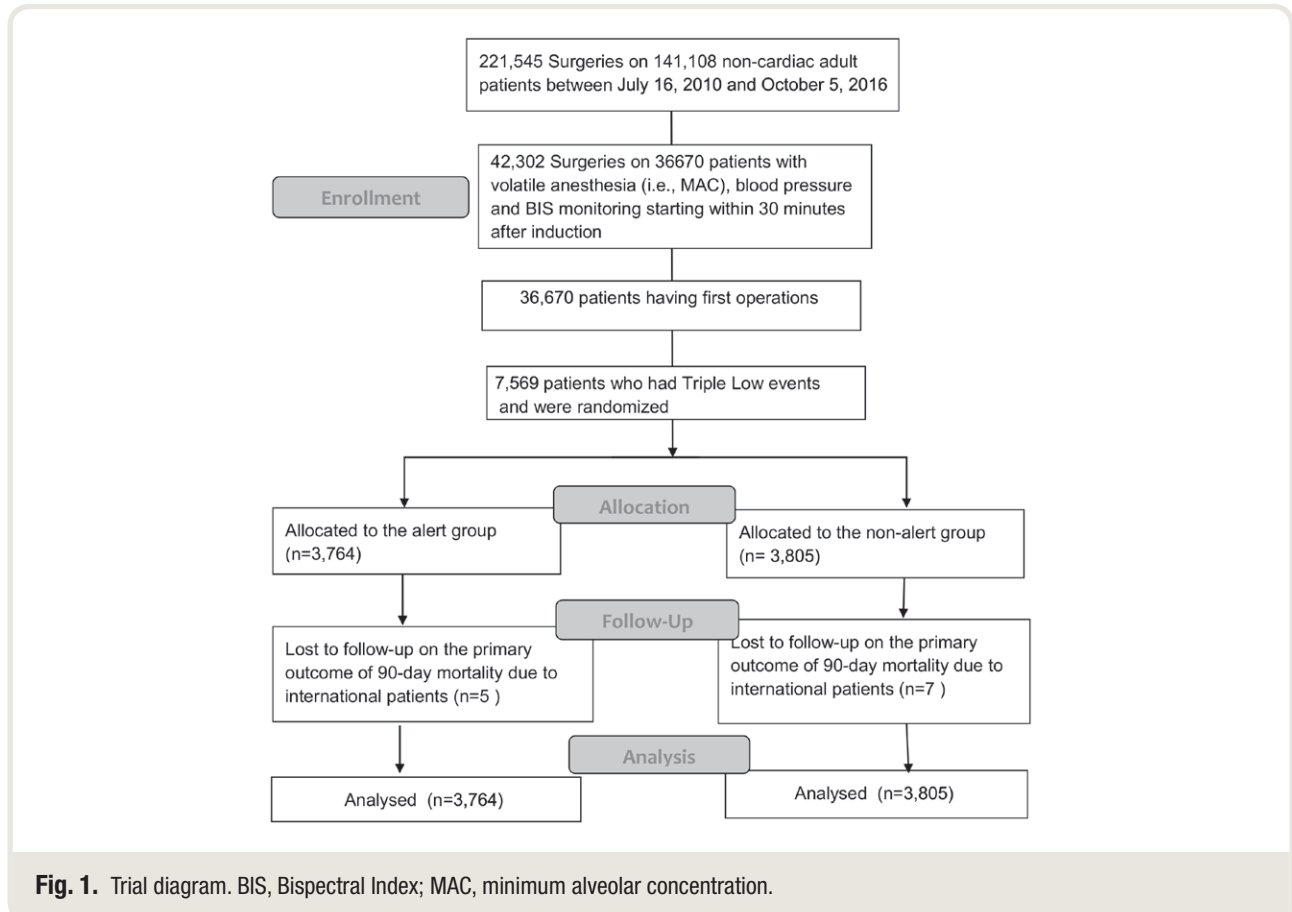 221,545 Surgeries on 141,108 non-cardiac adult
patients between July 16, 2010 and October 5, 2016
Enrollment
42,302 Surgeries on 36670 patients with
volatile anesthesia (i.e., MAC), blood pressure
and BIS monitoring starting within 30 minutes
after induction
36,670 patients having first operations
7,569 patients who had Triple Low events
and were randomized
Allocation
Allocated to the alert group
(n=3,764)
Allocated to the non-alert group
(n= 3,805)
Follow-Up
Lost to follow-up on the primary
outcome of 90-day mortality due to
international patients (n=5 )
Lost to follow-up on the primary
outcome of 90-day mortality due to
international patients (n=7 )
Analysis
Analysed (n=3,764)
Analysed (n=3,805)
Fig. 1. Trial diagram. BIS, Bispectral Index; MAC, minimum alveolar concentration.